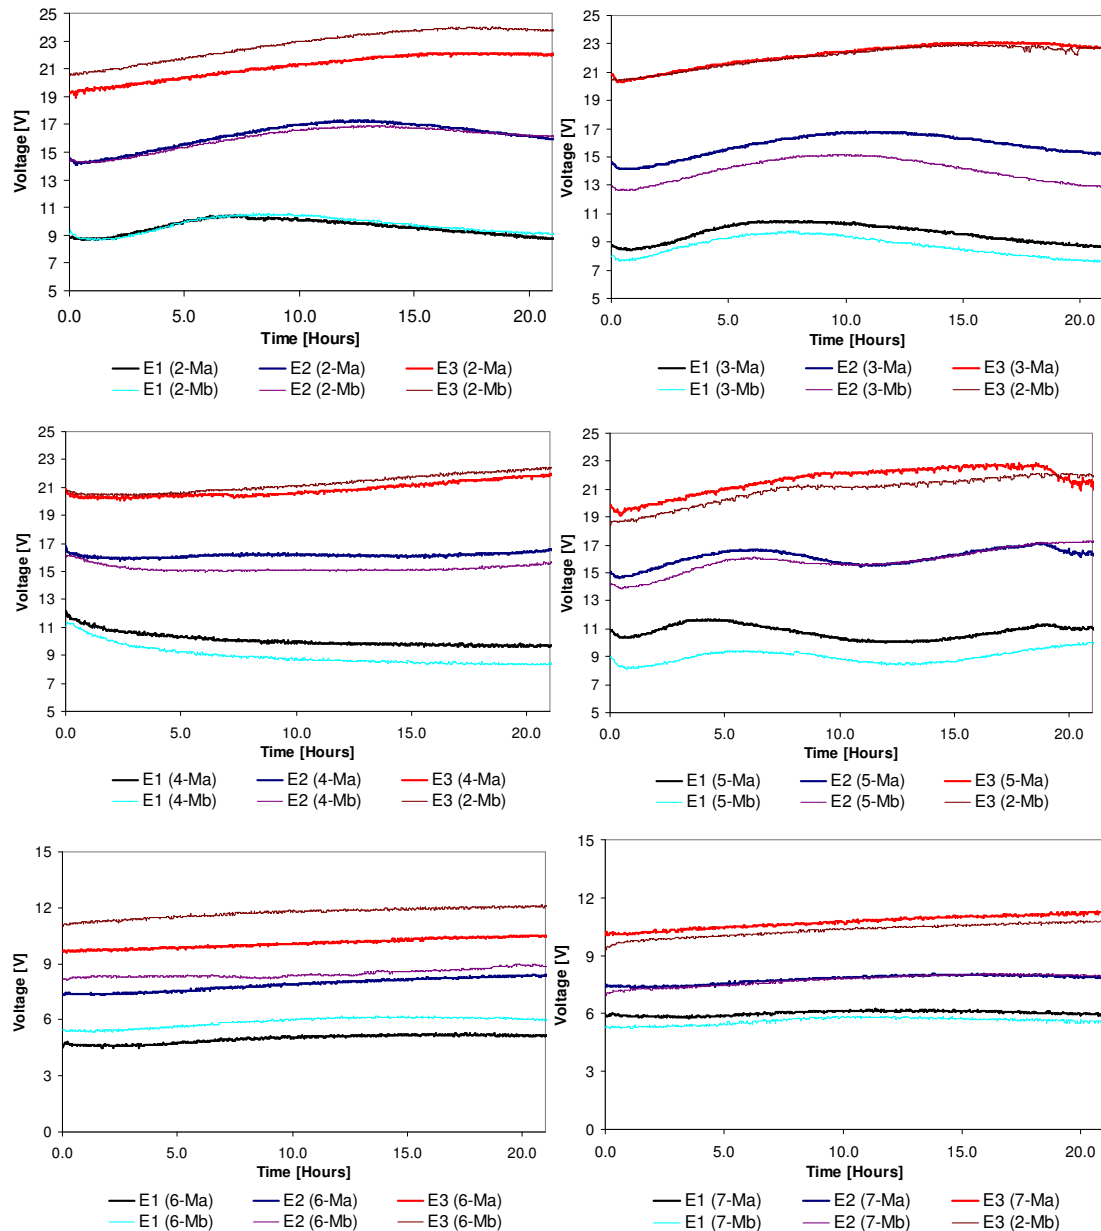 25
23
21
19
17
15
13
11
9
7
5
Voltage [V]
0.0 5.0 10.0 15.0 20.0
Time [Hours]
E1 (2-Ma) E2 (2-Ma) E3 (2-Ma)
E1 (2-Mb) E2 (2-Mb) E3 (2-Mb)
25
23
21
19
17
15
13
11
9
7
5
Voltage [V]
0.0 5.0 10.0 15.0 20.0
Time [Hours]
E1 (3-Ma) E2 (3-Ma) E3 (3-Ma)
E1 (3-Mb) E2 (3-Mb) E3 (2-Mb)
25
23
21
19
17
15
13
11
9
7
5
Voltage [V]
0.0 5.0 10.0 15.0 20.0
Time [Hours]
E1 (4-Ma) E2 (4-Ma) E3 (4-Ma)
E1 (4-Mb) E2 (4-Mb) E3 (2-Mb)
25
23
21
19
17
15
13
11
9
7
5
Voltage [V]
0.0 5.0 10.0 15.0 20.0
Time [Hours]
E1 (5-Ma) E2 (5-Ma) E3 (5-Ma)
E1 (5-Mb) E2 (5-Mb) E3 (2-Mb)
15
12
9
6
3
0
Voltage [V]
0.0 5.0 10.0 15.0 20.0
Time [Hours]
E1 (6-Ma) E2 (6-Ma) E3 (6-Ma)
E1 (6-Mb) E2 (6-Mb) E3 (6-Mb)
15
12
9
6
3
0
Voltage [V]
0.0 5.0 10.0 15.0 20.0
Time [Hours]
E1 (7-Ma) E2 (7-Ma) E3 (7-Ma)
E1 (7-Mb) E2 (7-Mb) E3 (2-Mb)